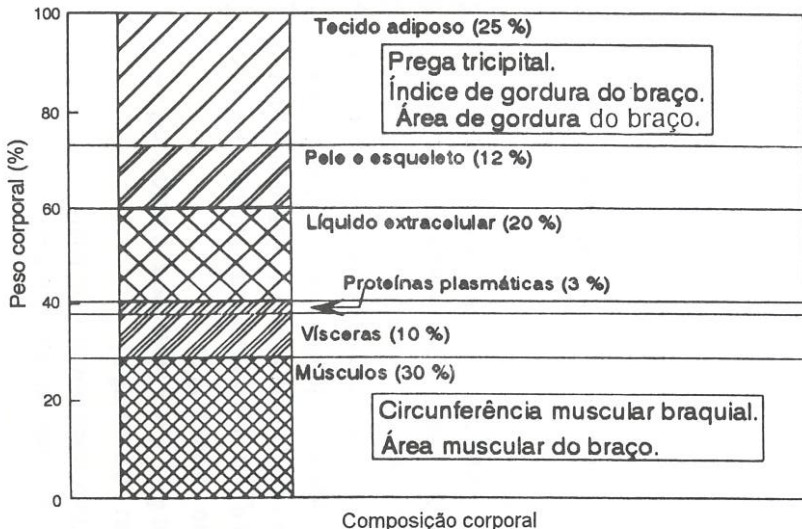 100
Tecido adiposo (25 %)
Prega tricipital.
Índice de gordura do braço.
Área de gordura do braço.
80
Pele e esqueleto (12 %)
60
Líquido extracelular (20 %)
Proteínas plasmáticas (3 %)
40
Vísceras (10 %)
Músculos (30 %)
Circunferência muscular braquial.
Área muscular do braço.
20
0
Peso corporal (%)
Composição corporal